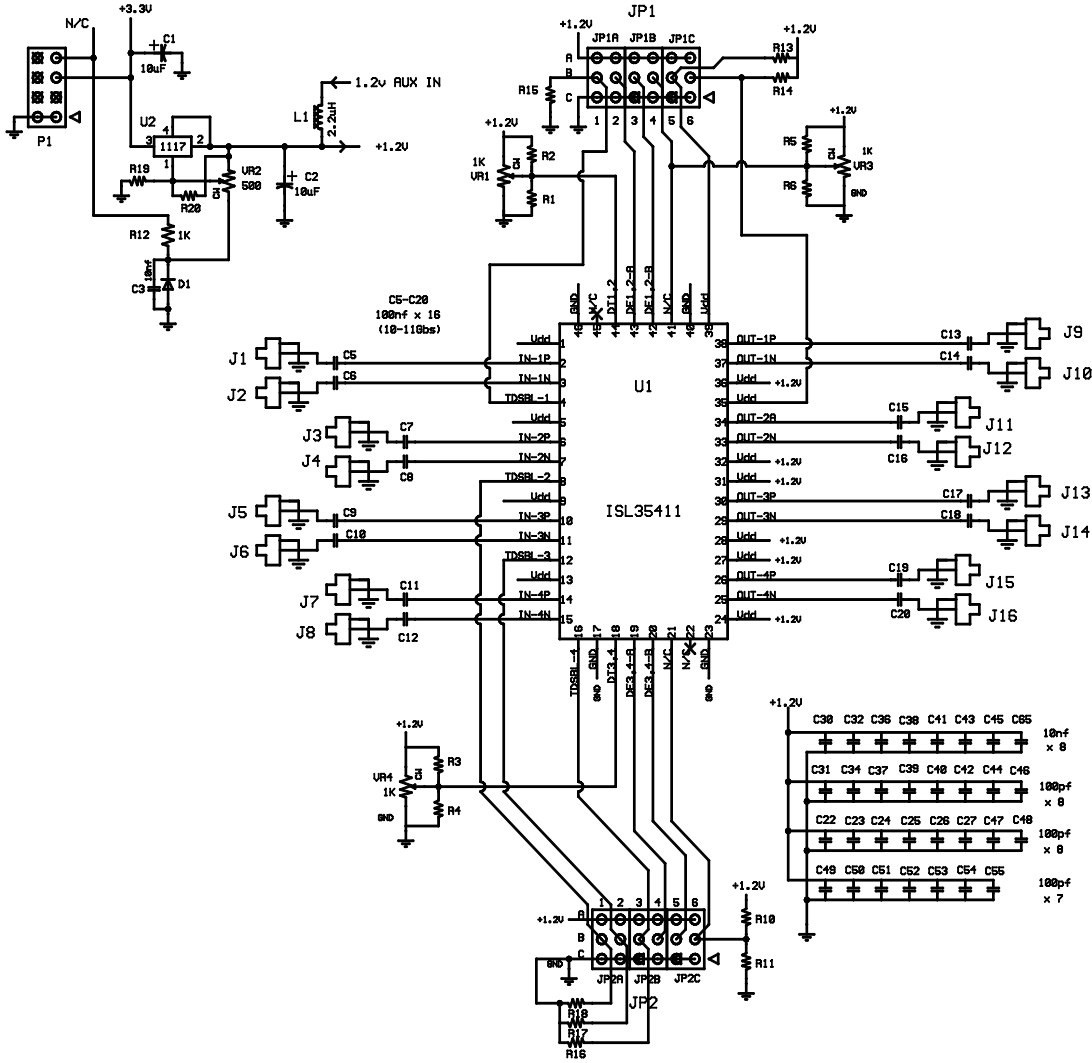 N/C
+3.3V
C1
10uF
1.2v AUX IN
L1
2.2uH
P1
U2
4
3
1117
2
1
+1.2V
R19
VR2
500
CW
R20
C2
10uF
R12
1K
10nf
C3
D1
JP1
+1.2V
JP1A
JP1B
JP1C
+1.2V
A
B
C
R13
R14
R15
1
2
3
4
5
6
+1.2V
1K
VR1
CW
R2
R1
+1.2V
R5
R6
1K
CW
VR3
GND
C5-C20
100nf x 16
(10-11Gbs)
GND
N/C
DT1,2
DE1,2-A
DE1,2-B
N/C
GND
Vdd
46
45
44
43
42
41
40
39
U1
ISL35411
Vdd
1
IN-1P
2
IN-1N
3
TDSBL-1
4
Vdd
5
IN-2P
6
IN-2N
7
TDSBL-2
8
Vdd
9
IN-3P
10
IN-3N
11
TDSBL-3
12
Vdd
13
IN-4P
14
IN-4N
15
J1
C5
J2
C6
J3
C7
J4
C8
J5
C9
J6
C10
J7
C11
J8
C12
38
OUT-1P
C13
J9
37
OUT-1N
C14
J10
36
Vdd
+1.2V
35
Vdd
34
OUT-2A
C15
J11
33
OUT-2N
C16
J12
32
Vdd
+1.2V
31
Vdd
+1.2V
30
OUT-3P
C17
J13
29
OUT-3N
C18
J14
28
Vdd
+1.2V
27
Vdd
+1.2V
26
OUT-4P
C19
J15
25
OUT-4N
C20
J16
24
Vdd
+1.2V
16
17
18
19
20
21
22
23
TDSBL-4
GND
DT3,4
DE3,4-A
DE3,4-B
N/C
N/C
GND
GND
GND
+1.2V
VR4
1K
CW
GND
R3
R4
+1.2V
C30
C32
C36
C38
C41
C43
C45
C65
10nf
x 8
C31
C34
C37
C39
C40
C42
C44
C46
100pf
x 8
C22
C23
C24
C25
C26
C27
C47
C48
100pf
x 8
C49
C50
C51
C52
C53
C54
C55
100pf
x 7
1
2
3
4
5
6
+1.2V
A
B
C
GND
JP2A
JP2B
JP2C
JP2
+1.2V
R10
R11
R18
R17
R16